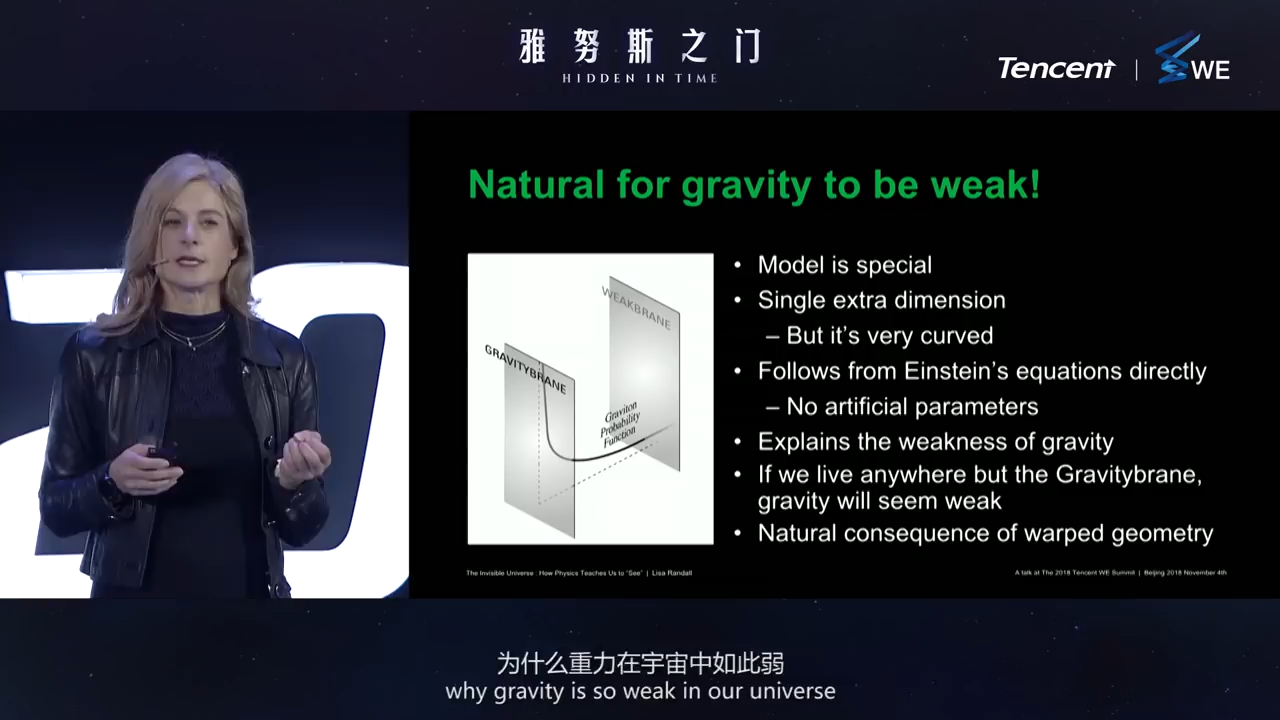 雅努斯之门
HIDDEN IN TIME
Tencent | WE
Natural for gravity to be weak!
WEAKBRANE
GRAVITYBRANE
Graviton
Probability
Function
• Model is special
• Single extra dimension
– But it’s very curved
• Follows from Einstein’s equations directly
– No artificial parameters
• Explains the weakness of gravity
• If we live anywhere but the Gravitybrane,
gravity will seem weak
• Natural consequence of warped geometry
The Invisible Universe : How Physics Teaches Us to “See” | Lisa Randall
A talk at The 2018 Tencent WE Summit | Beijing 2018 November 4th
为什么重力在宇宙中如此弱
why gravity is so weak in our universe